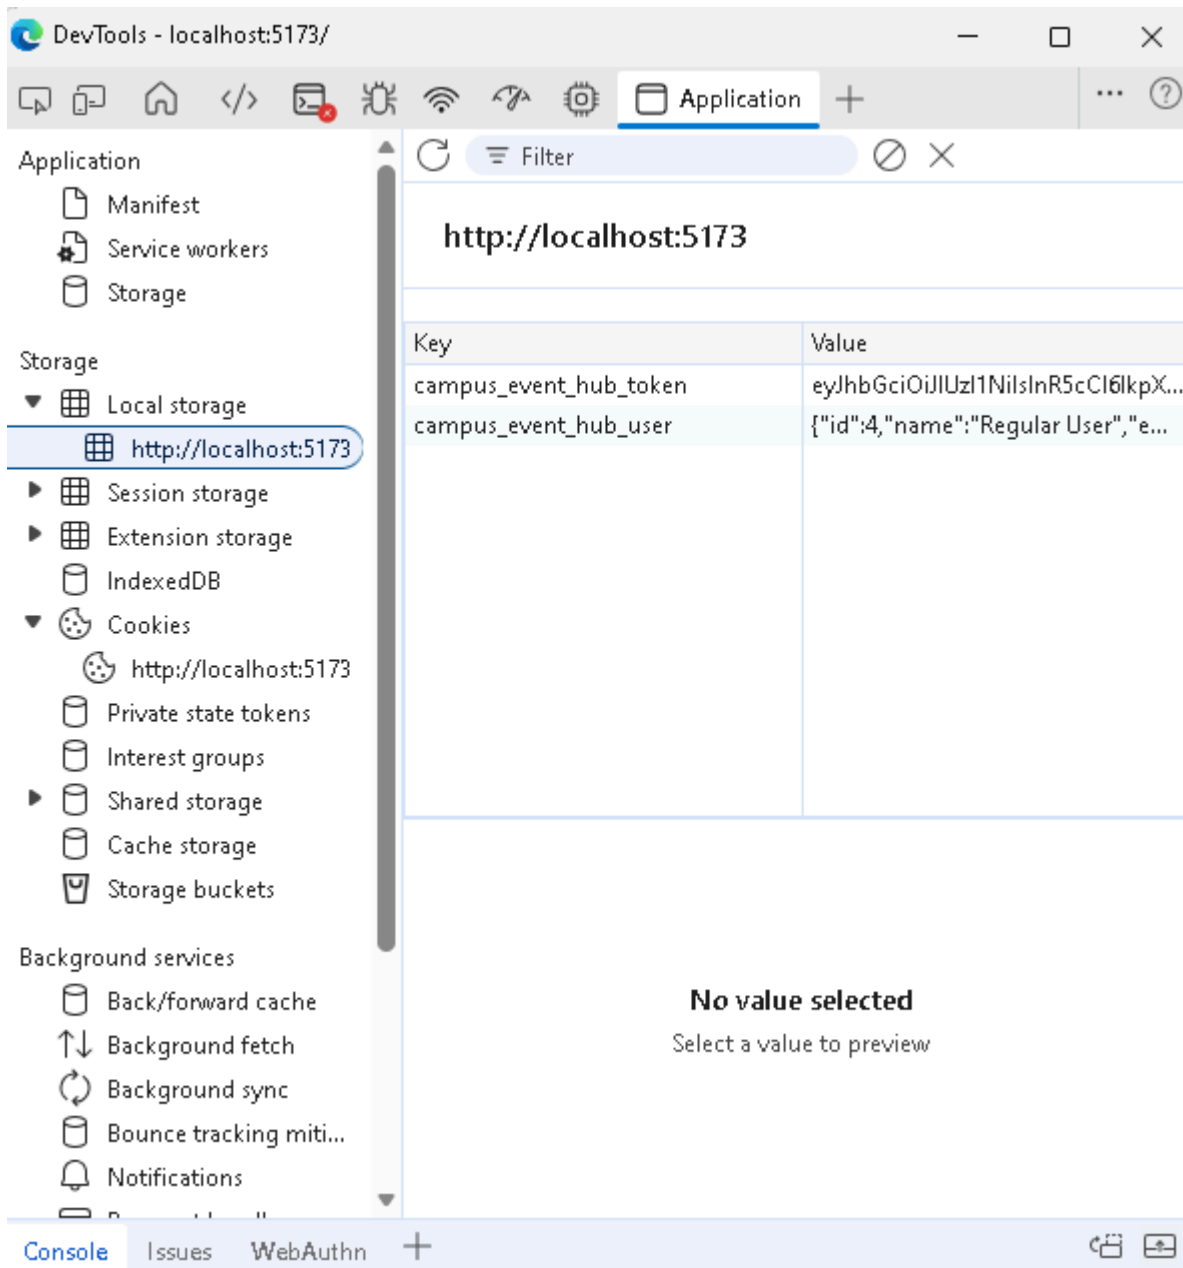 DevTools - localhost:5173/
Application
Application
Manifest
Service workers
Storage
Storage
Local storage
http://localhost:5173
Session storage
Extension storage
IndexedDB
Cookies
http://localhost:5173
Private state tokens
Interest groups
Shared storage
Cache storage
Storage buckets
Background services
Back/forward cache
Background fetch
Background sync
Bounce tracking miti...
Notifications
Filter
http://localhost:5173
Key Value
campus_event_hub_token eyJhbGciOiJIUzI1NiIsInR5cCI6IkpX...
campus_event_hub_user {"id":4,"name":"Regular User","e...
No value selected
Select a value to preview
Console Issues WebAuthn